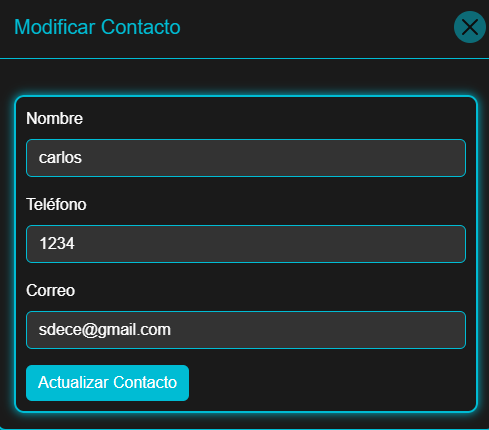 Modificar Contacto
Nombre
carlos
Teléfono
1234
Correo
sdece@gmail.com
Actualizar Contacto